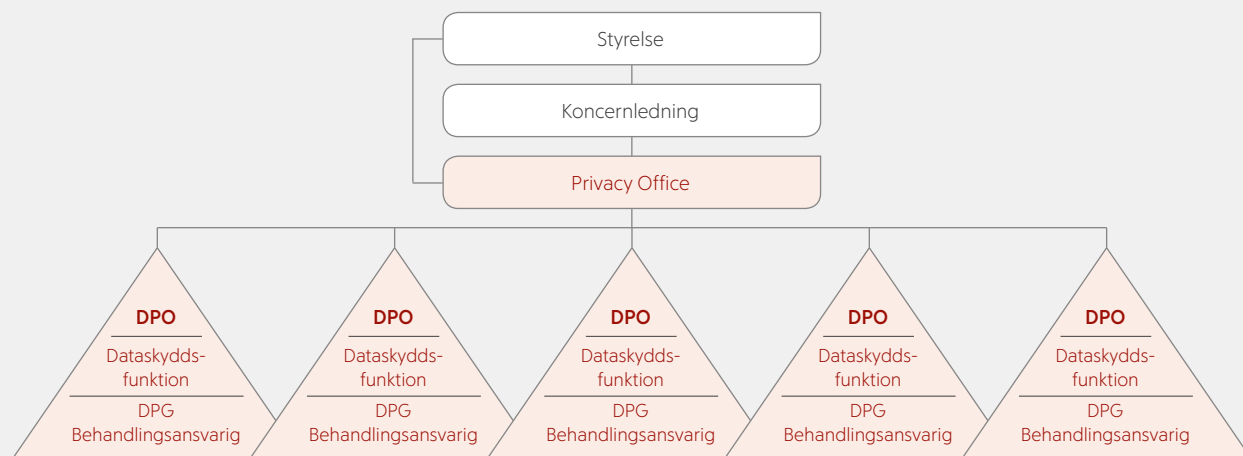 Styrelse
Koncernledning
Privacy Office
DPO
Dataskydds-
funktion
DPG
Behandlingsansvarig
DPO
Dataskydds-
funktion
DPG
Behandlingsansvarig
DPO
Dataskydds-
funktion
DPG
Behandlingsansvarig
DPO
Dataskydds-
funktion
DPG
Behandlingsansvarig
DPO
Dataskydds-
funktion
DPG
Behandlingsansvarig